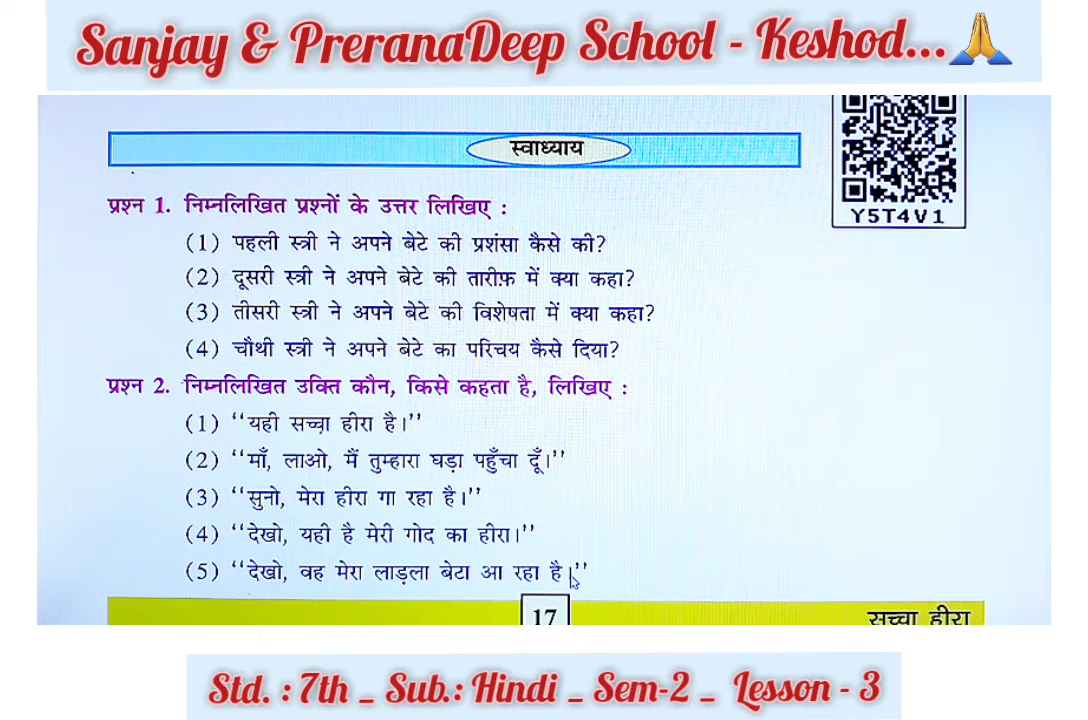 Sanjay & PreranaDeep School - Keshod...🙏
स्वाध्याय
Y5T4V1
प्रश्न 1. निम्नलिखित प्रश्नों के उत्तर लिखिए :
(1) पहली स्त्री ने अपने बेटे की प्रशंसा कैसे की?
(2) दूसरी स्त्री ने अपने बेटे की तारीफ़ में क्या कहा?
(3) तीसरी स्त्री ने अपने बेटे की विशेषता में क्या कहा?
(4) चौथी स्त्री ने अपने बेटे का परिचय कैसे दिया?
प्रश्न 2. निम्नलिखित उक्ति कौन, किसे कहता है, लिखिए :
(1) ‘‘यही सच्चा हीरा है।’’
(2) ‘‘माँ, लाओ, मैं तुम्हारा घड़ा पहुँचा दूँ।’’
(3) ‘‘सुनो, मेरा हीरा गा रहा है।’’
(4) ‘‘देखो, यही है मेरी गोद का हीरा।’’
(5) ‘‘देखो, वह मेरा लाड़ला बेटा आ रहा है।’’
17
सच्चा हीरा
Std. : 7th _ Sub.: Hindi _ Sem-2 _ Lesson - 3